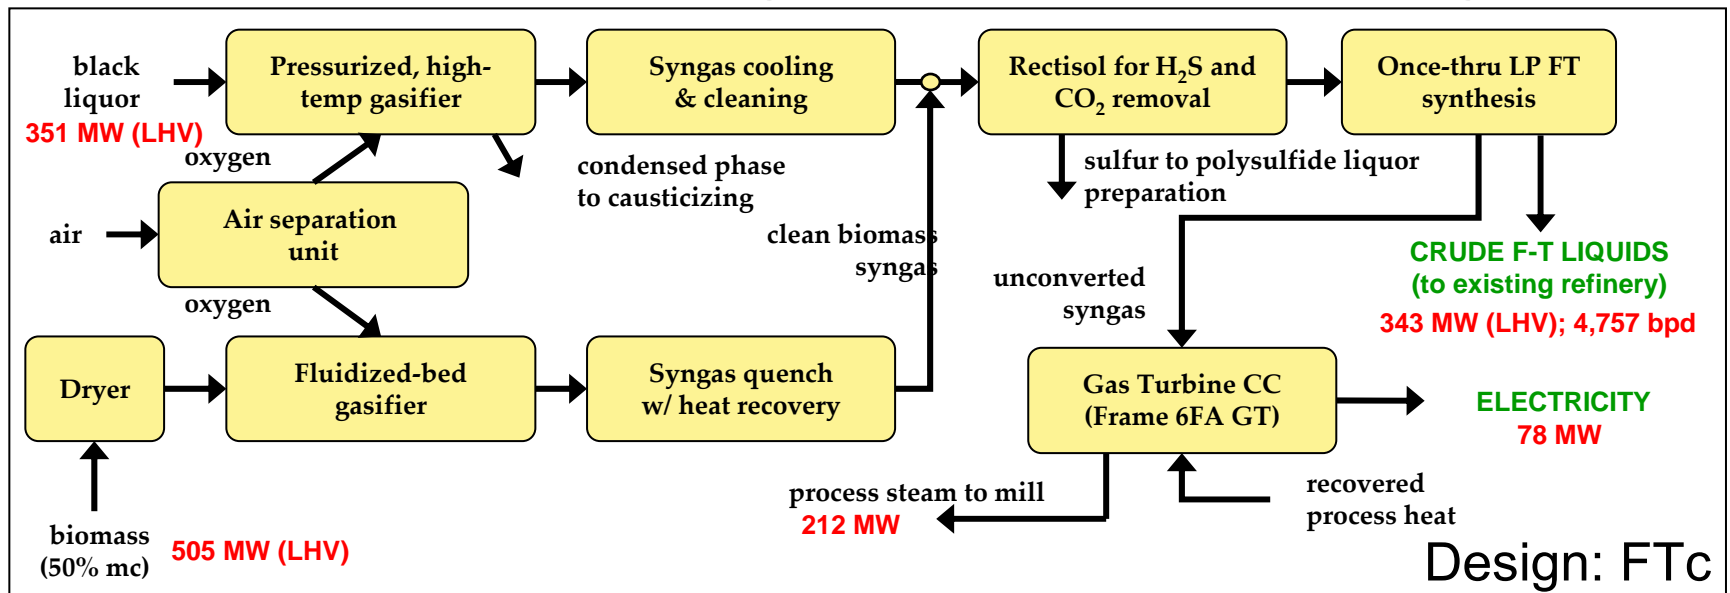 black
liquor
351 MW (LHV)
Pressurized, high-
temp gasifier
Syngas cooling
& cleaning
Rectisol for H₂S and
CO₂ removal
Once-thru LP FT
synthesis
oxygen
condensed phase
to causticizing
sulfur to polysulfide liquor
preparation
air
Air separation
unit
clean biomass
syngas
unconverted
syngas
CRUDE F-T LIQUIDS
(to existing refinery)
343 MW (LHV); 4,757 bpd
oxygen
Dryer
Fluidized-bed
gasifier
Syngas quench
w/ heat recovery
Gas Turbine CC
(Frame 6FA GT)
ELECTRICITY
78 MW
process steam to mill
212 MW
recovered
process heat
biomass
(50% mc)
505 MW (LHV)
Design: FTc